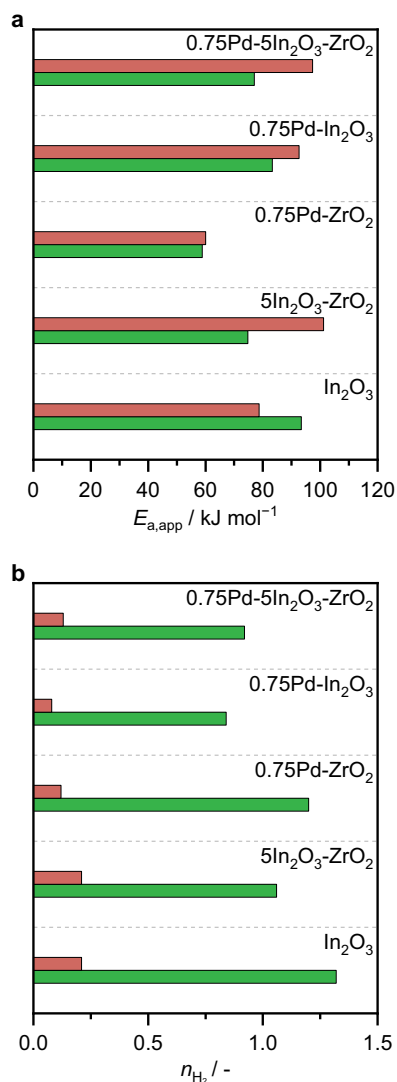 a
0.75Pd-5In₂O₃-ZrO₂
0.75Pd-In₂O₃
0.75Pd-ZrO₂
5In₂O₃-ZrO₂
In₂O₃
0 20 40 60 80 100 120
Eₐ,ₐₚₚ / kJ mol⁻¹
b
0.75Pd-5In₂O₃-ZrO₂
0.75Pd-In₂O₃
0.75Pd-ZrO₂
5In₂O₃-ZrO₂
In₂O₃
0.0 0.5 1.0 1.5
n_H₂ / -